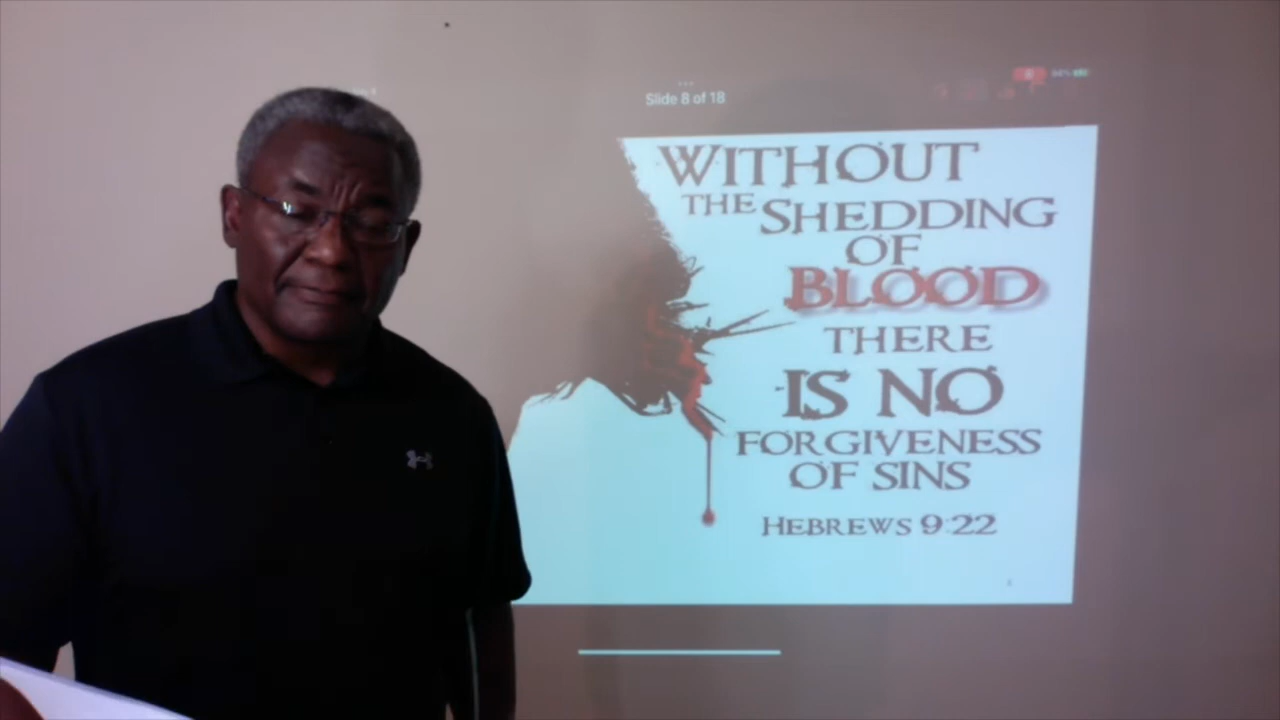 Slide 8 of 18
WITHOUT
THE SHEDDING
OF
BLOOD
THERE
IS NO
FORGIVENESS
OF SINS
HEBREWS 9:22